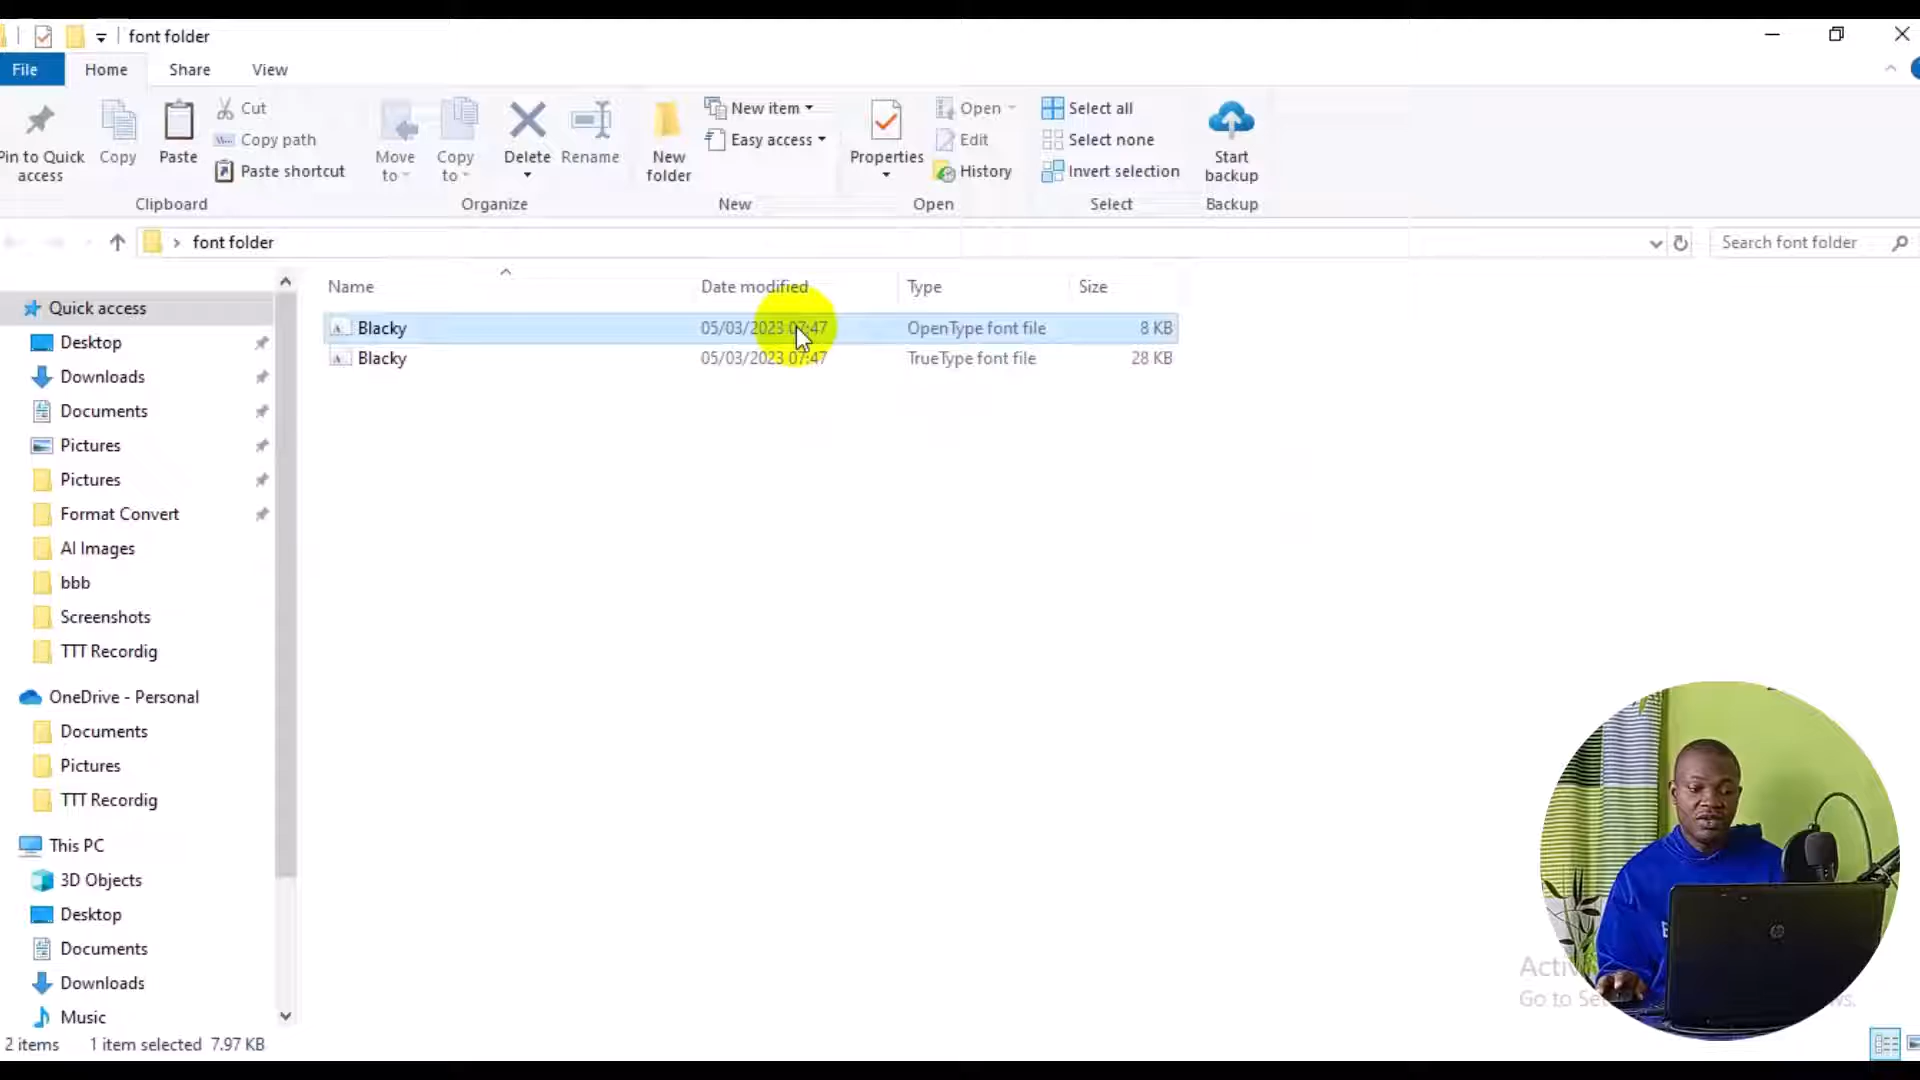 font folder
File Home Share View
Pin to Quick access
Copy
Paste
Cut
Copy path
Paste shortcut
Clipboard
Move to
Copy to
Delete
Rename
Organize
New folder
New item
Easy access
New
Properties
Open
Edit
History
Open
Select all
Select none
Invert selection
Select
Start backup
Backup
font folder
Search font folder
Name Date modified Type Size
Blacky 05/03/2023 07:47 OpenType font file 8 KB
Blacky 05/03/2023 07:47 TrueType font file 28 KB
Quick access
Desktop
Downloads
Documents
Pictures
Pictures
Format Convert
AI Images
bbb
Screenshots
TTT Recordig
OneDrive - Personal
Documents
Pictures
TTT Recordig
This PC
3D Objects
Desktop
Documents
Downloads
Music
Go to
2 items 1 item selected 7.97 KB
hp